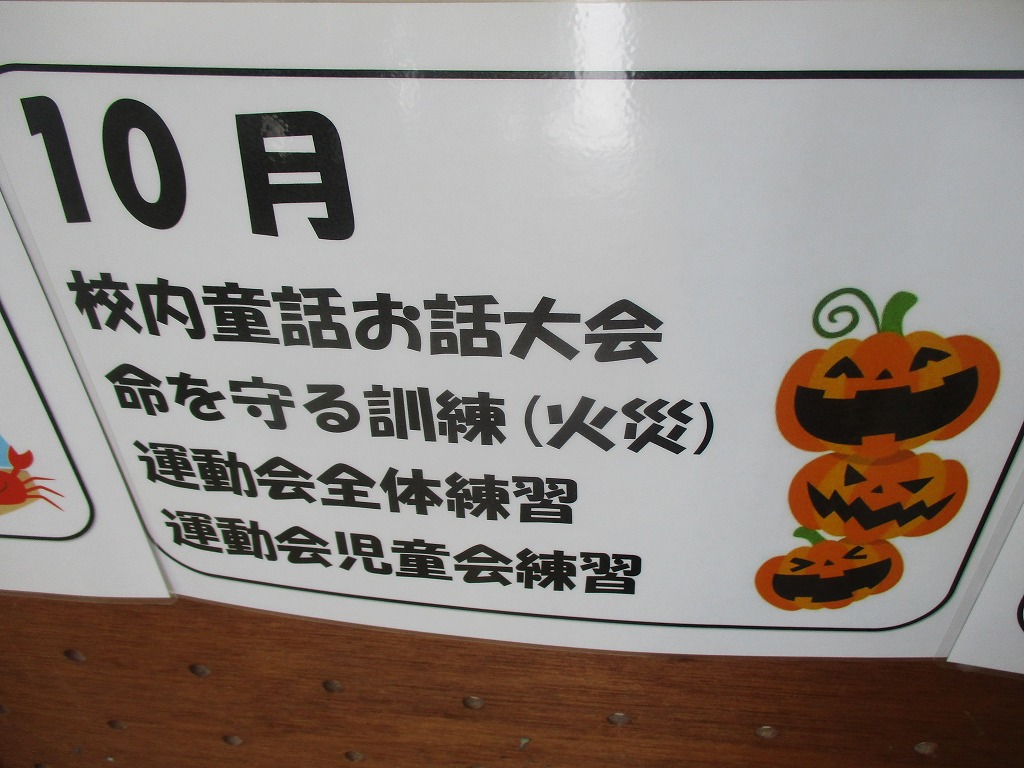 10月
校内童話お話大会
命を守る訓練(火災)
運動会全体練習
運動会児童会練習